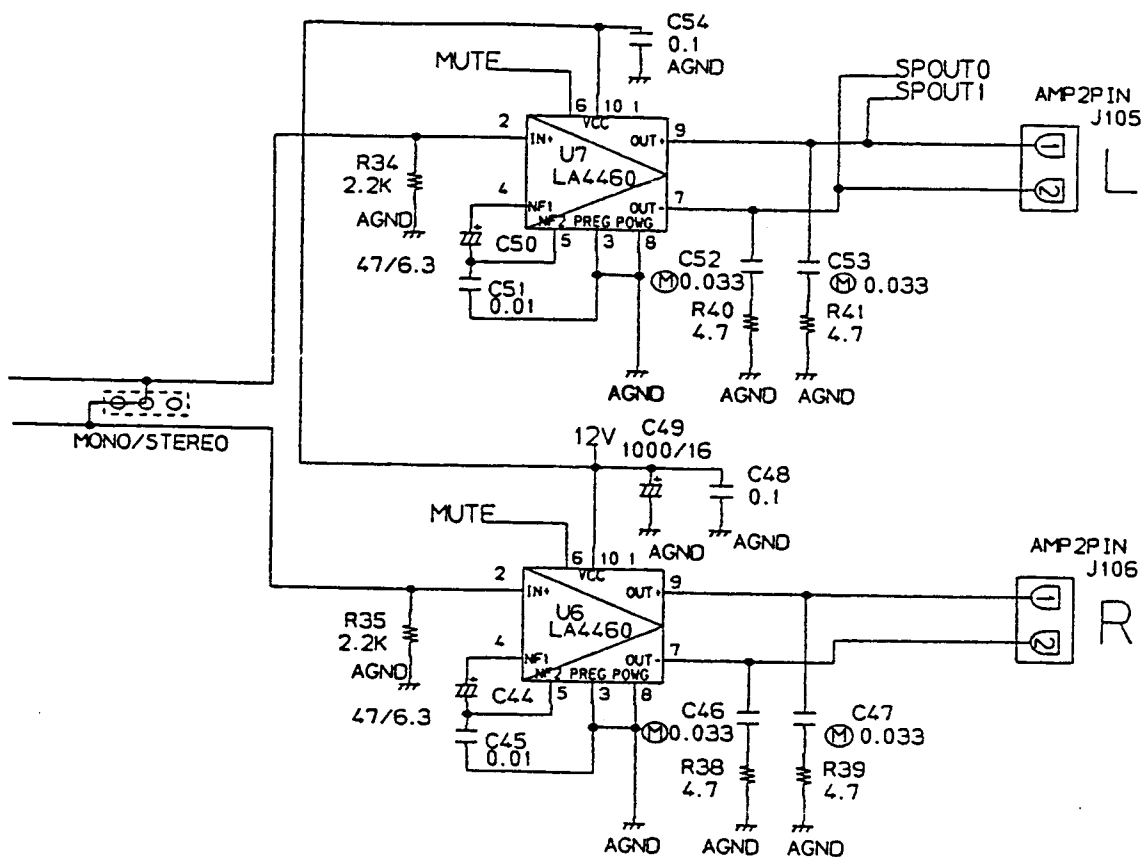 C54
0.1
AGND
MUTE
SPOUT0
SPOUT1
AMP2PIN
J105
6 10 1
VCC
2
IN+
OUT+
9
1
R34
2.2K
U7
LA4460
2
L
AGND
4
NF1
OUT-
7
NF2 PREG POWG
5 3 8
C50
47/6.3
C51
0.01
C52
M 0.033
C53
M 0.033
R40
4.7
R41
4.7
AGND
AGND
AGND
MONO/STEREO
12V
C49
1000/16
C48
0.1
MUTE
AGND
AGND
AMP2PIN
J106
6 10 1
VCC
2
IN+
OUT+
9
1
R35
2.2K
U6
LA4460
2
R
AGND
4
NF1
OUT-
7
NF2 PREG POWG
5 3 8
C44
47/6.3
C45
0.01
C46
M 0.033
C47
M 0.033
R38
4.7
R39
4.7
AGND
AGND
AGND